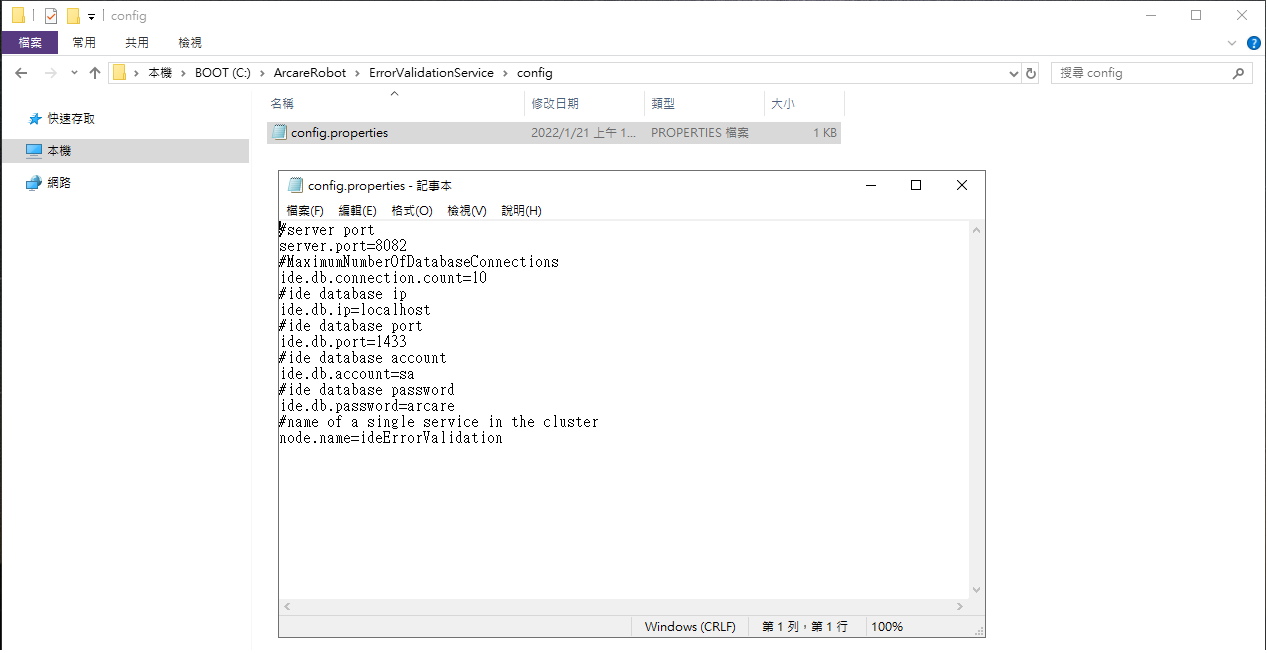 config
檔案 常用 共用 檢視
本機 BOOT (C:) ArcareRobot ErrorValidationService config 搜尋 config
快速存取
本機
網路
名稱 修改日期 類型 大小
config.properties 2022/1/21 上午 1... PROPERTIES 檔案 1 KB
config.properties - 記事本
檔案(F) 編輯(E) 格式(O) 檢視(V) 說明(H)
#server port
server.port=8082
#MaximumNumberOfDatabaseConnections
ide.db.connection.count=10
#ide database ip
ide.db.ip=localhost
#ide database port
ide.db.port=1433
#ide database account
ide.db.account=sa
#ide database password
ide.db.password=arcare
#name of a single service in the cluster
node.name=ideErrorValidation
Windows (CRLF) 第 1 列，第 1 行 100%